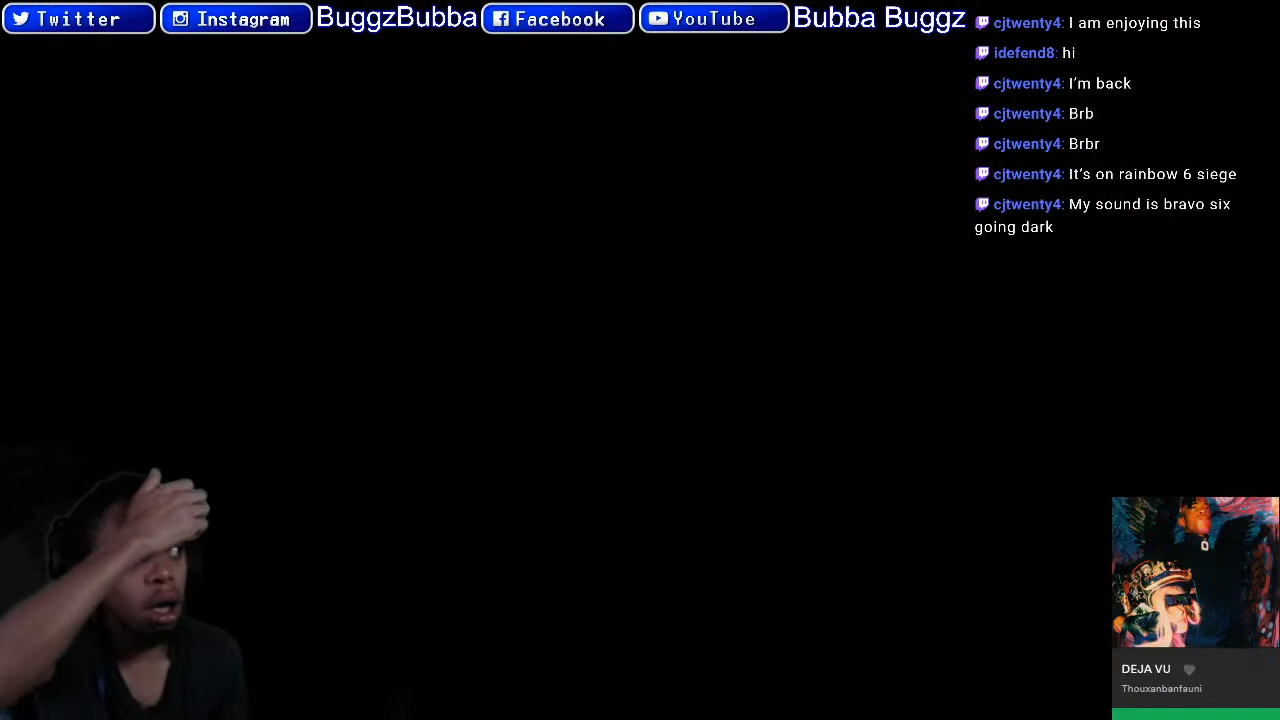 Twitter Instagram BuggzBubba Facebook YouTube Bubba Buggz
cjtwenty4: I am enjoying this
idefend8: hi
cjtwenty4: I’m back
cjtwenty4: Brb
cjtwenty4: Brbr
cjtwenty4: It’s on rainbow 6 siege
cjtwenty4: My sound is bravo six
going dark
DEJA VU
Thouxanbanfauni